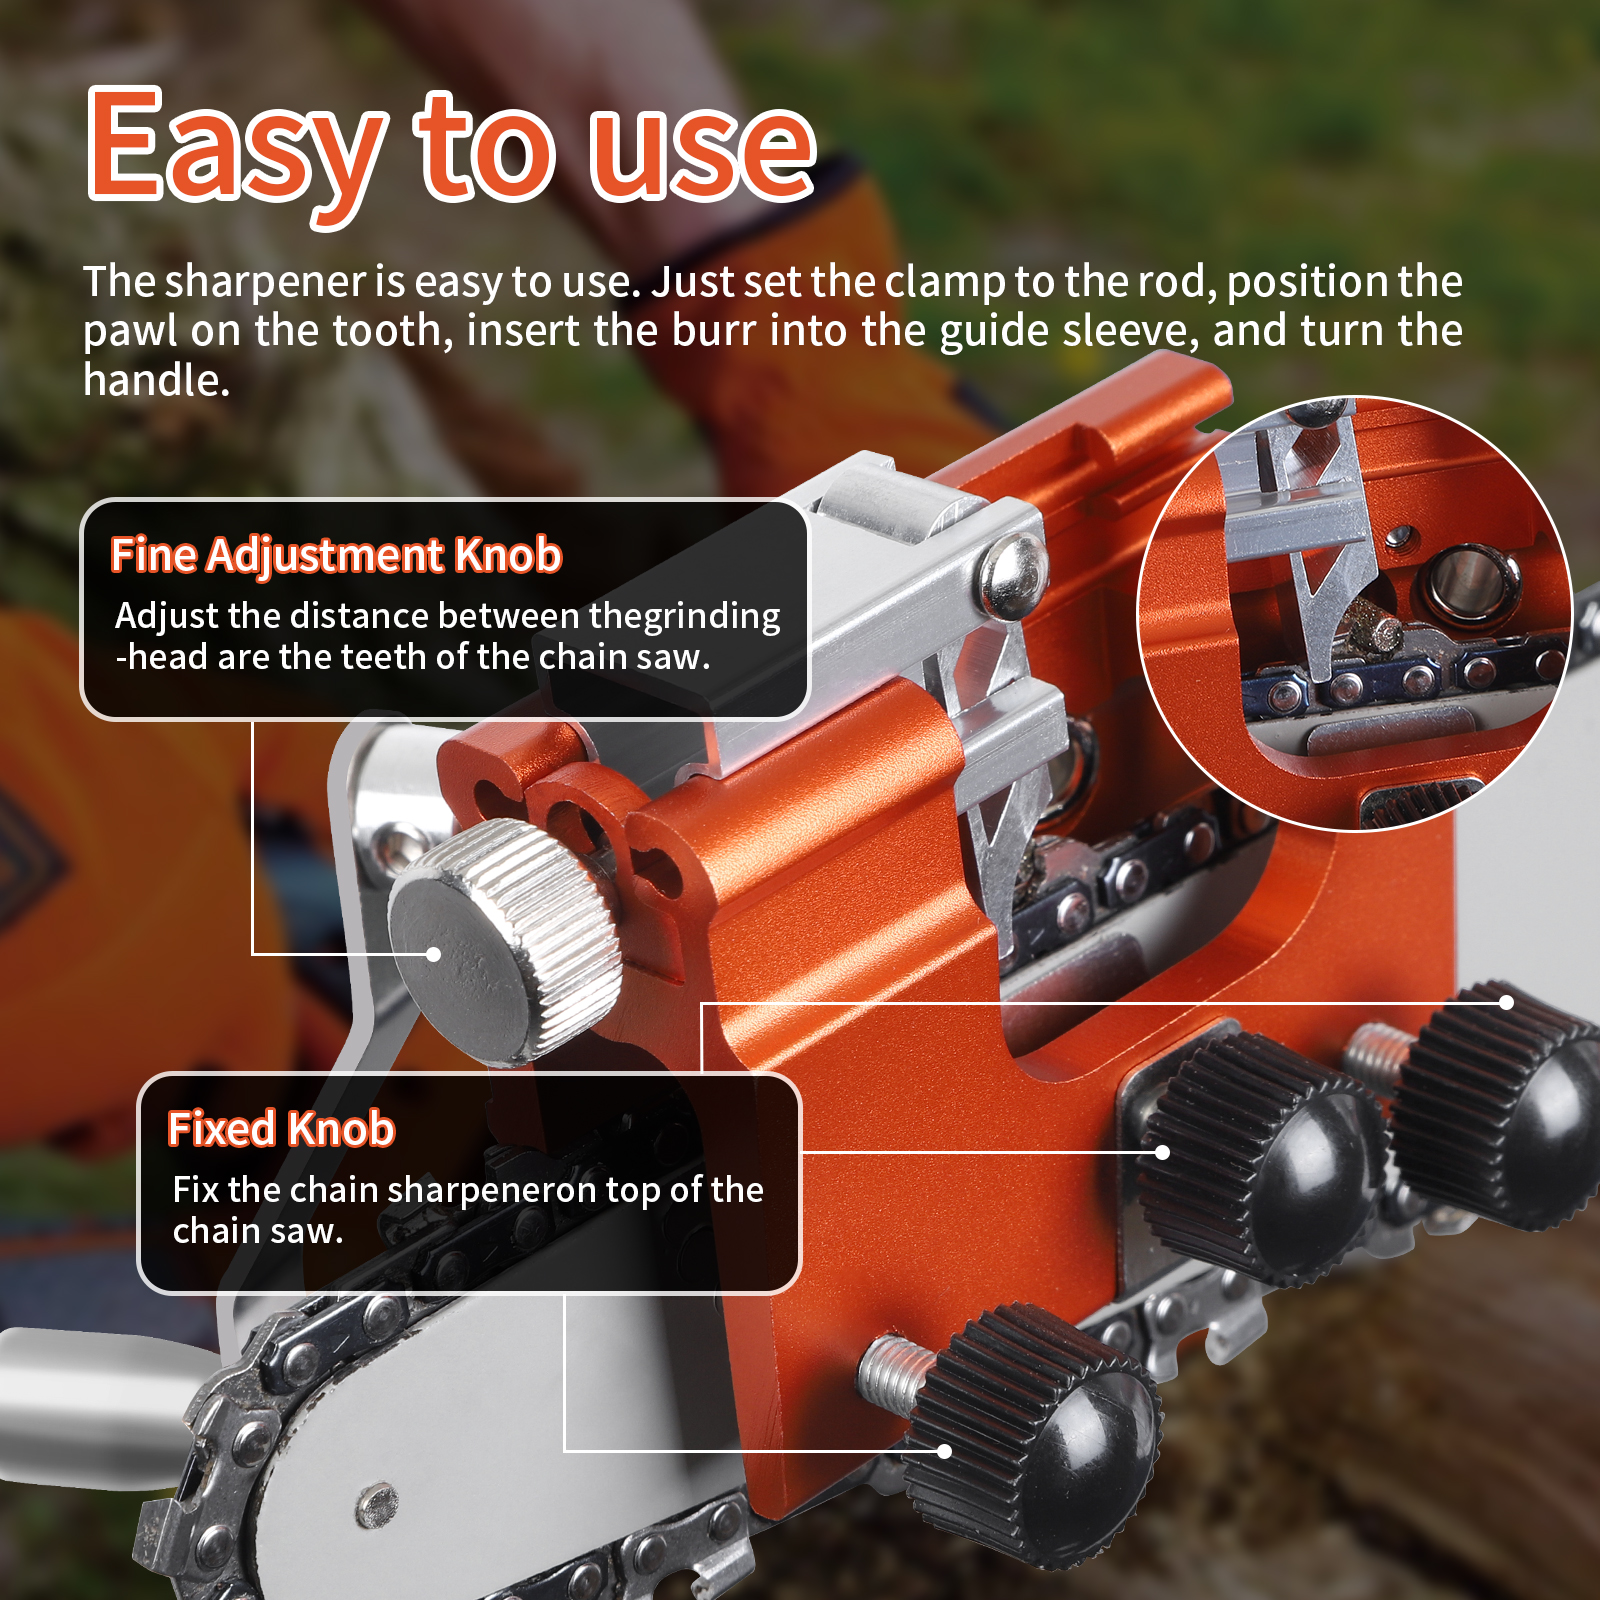 Easy to use
The sharpener is easy to use. Just set the clamp to the rod, position the
pawl on the tooth, insert the burr into the guide sleeve, and turn the
handle.
Fine Adjustment Knob
Adjust the distance between thegrinding
-head are the teeth of the chain saw.
Fixed Knob
Fix the chain sharpeneron top of the
chain saw.